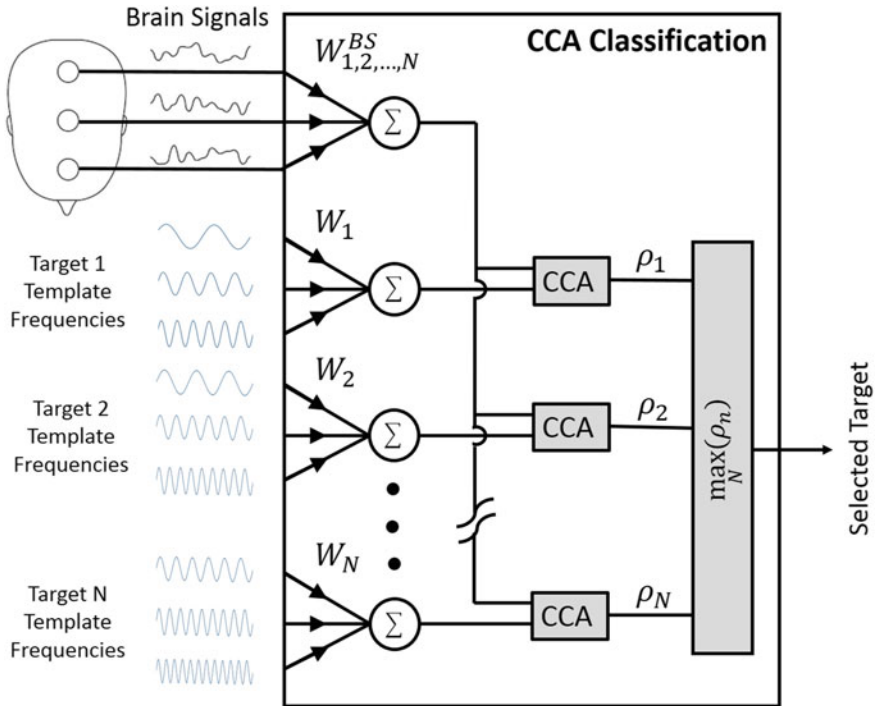 Brain Signals
CCA Classification
W^{BS}_{1,2,...,N}
Σ
Target 1
Template
Frequencies
W_1
Σ
CCA
ρ_1
Target 2
Template
Frequencies
W_2
Σ
CCA
ρ_2
max_N(ρ_n)
Selected Target
Target N
Template
Frequencies
W_N
Σ
CCA
ρ_N